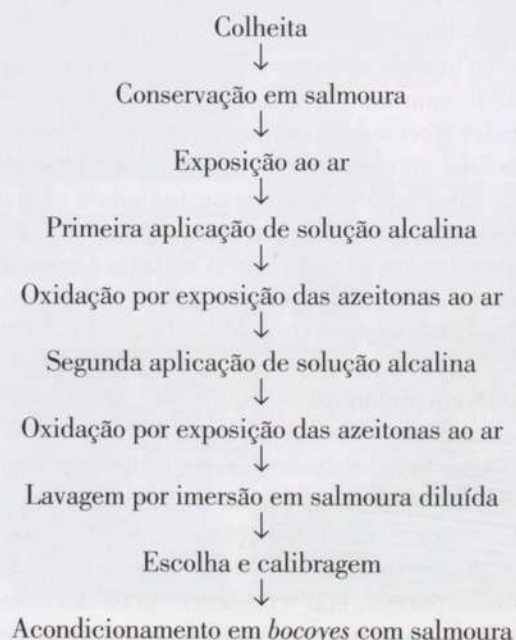 Colheita
↓
Conservação em salmoura
↓
Exposição ao ar
↓
Primeira aplicação de solução alcalina
↓
Oxidação por exposição das azeitonas ao ar
↓
Segunda aplicação de solução alcalina
↓
Oxidação por exposição das azeitonas ao ar
↓
Lavagem por imersão em salmoura diluída
↓
Escolha e calibragem
↓
Acondicionamento em bocoyes com salmoura